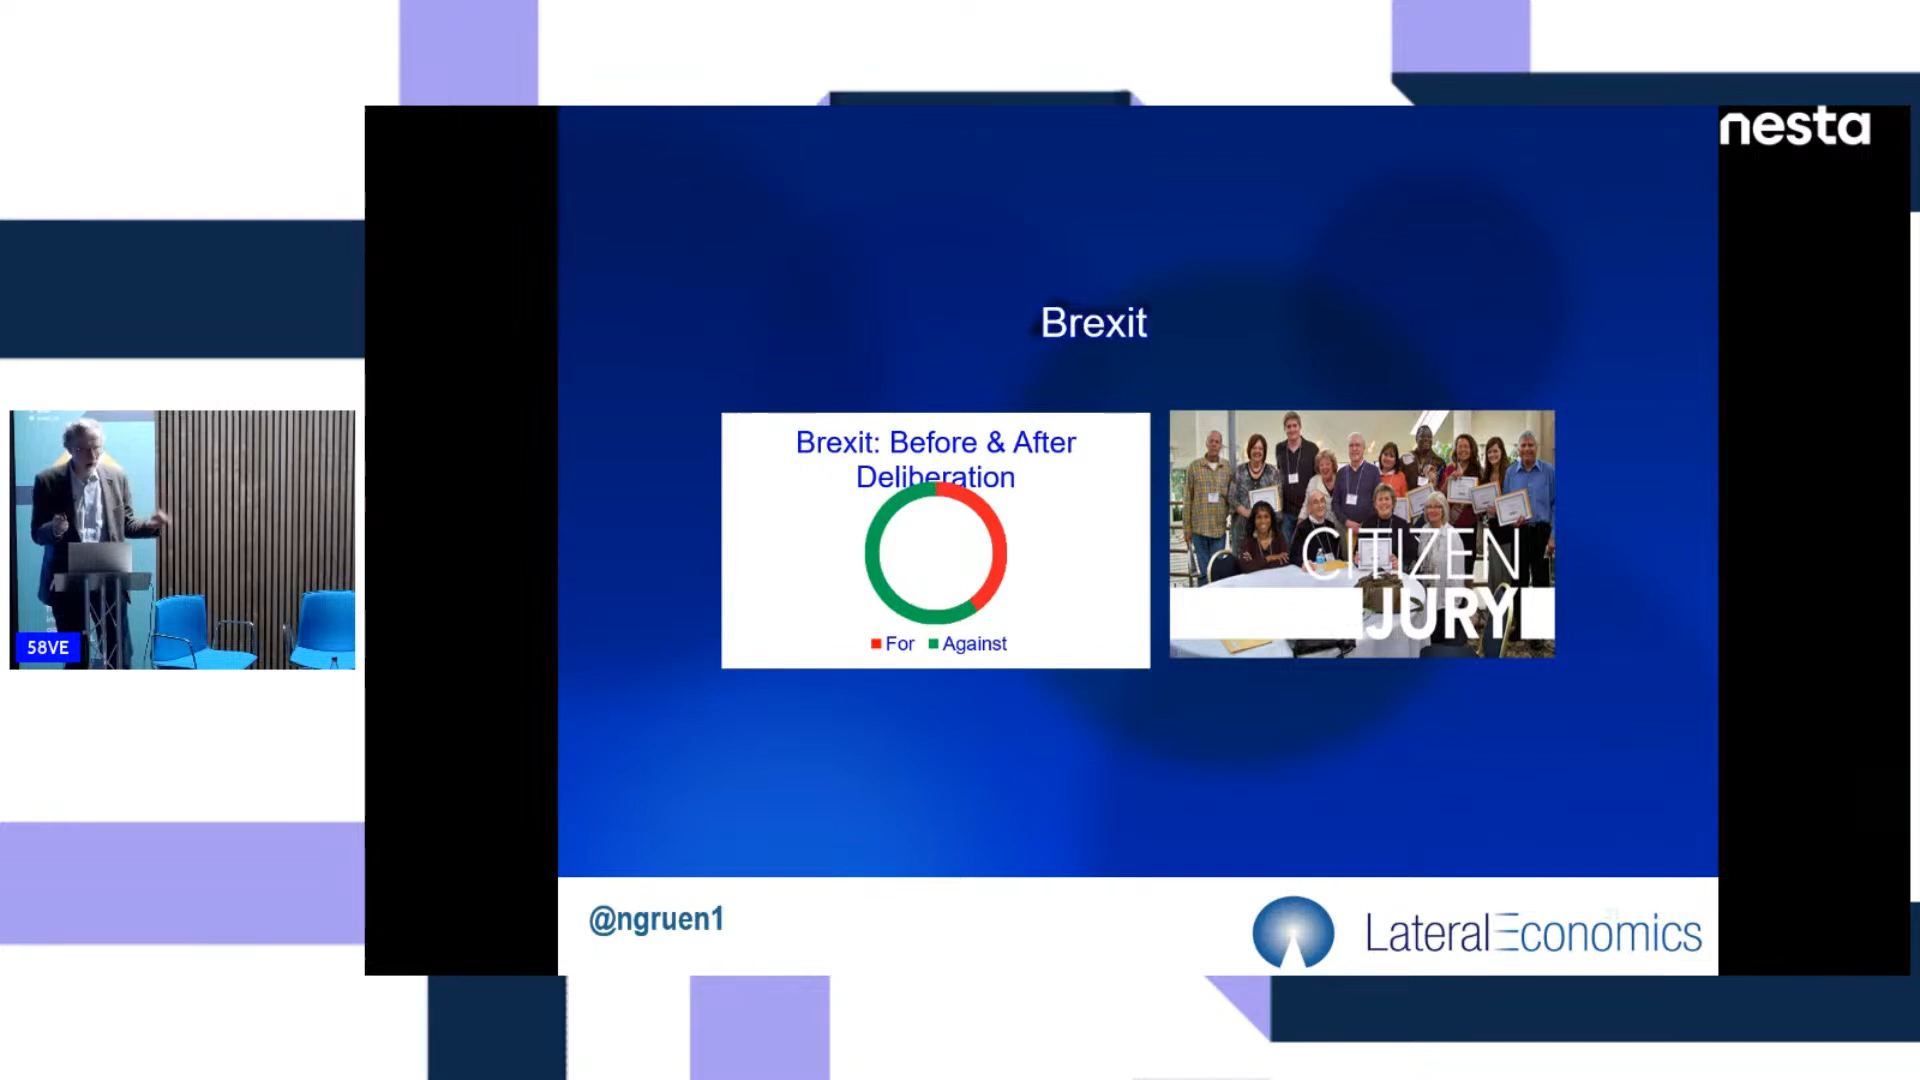 nesta
Brexit
Brexit: Before & After
Deliberation
For Against
CITIZEN
JURY
58VE
@ngruen1
LateralEconomics